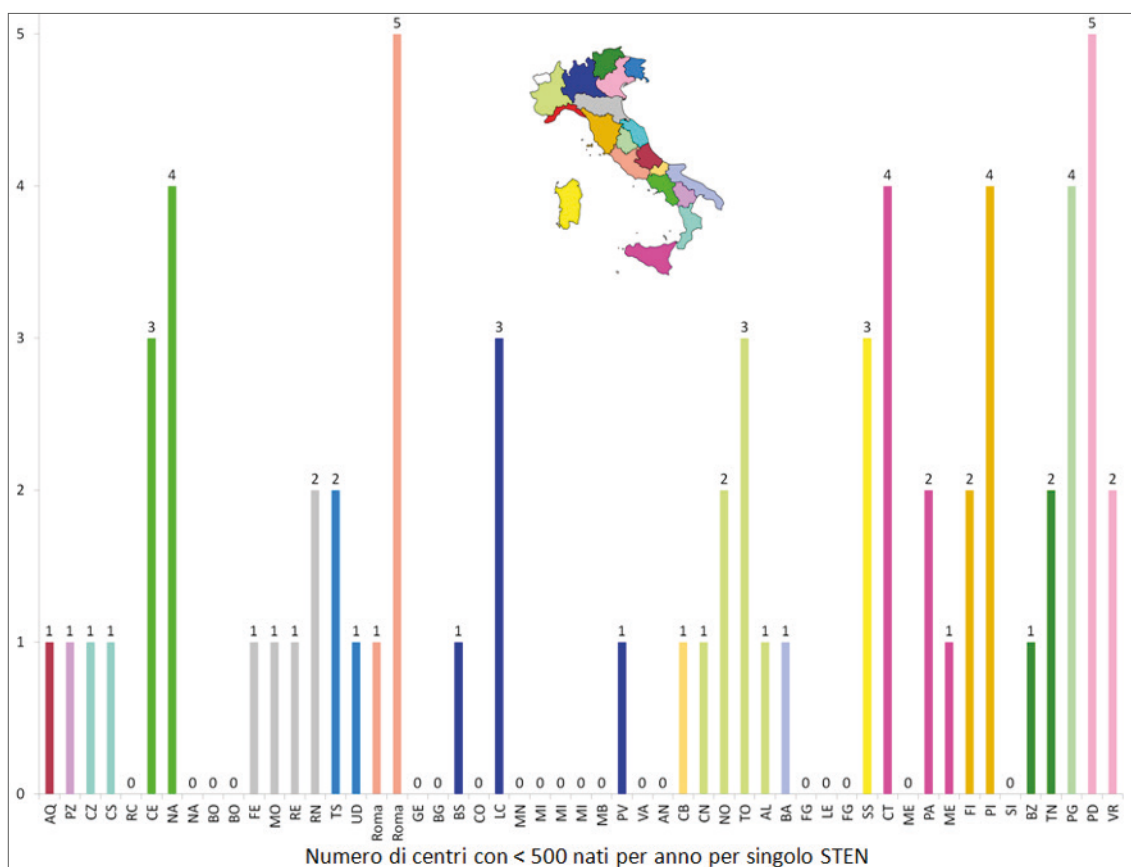 5
4
3
2
1
0
1 1 1 1 0 3 4 0 0 0 1 1 1 2 2 1 1 5 0 0 1 0 3 0 0 0 0 1 0 0 1 1 2 3 1 1 0 0 0 3 4 0 2 1 2 4 0 1 2 4 5 2
AQ PZ CZ CS RC CE NA NA BO BO FE MO RE RN TS UD Roma Roma GE BG BS CO LC MN MI MI MB PV VA AN CB CN NO TO AL BA FG LE FG SS CT ME PA ME FI PI SI BZ TN PG PD VR
Numero di centri con < 500 nati per anno per singolo STEN